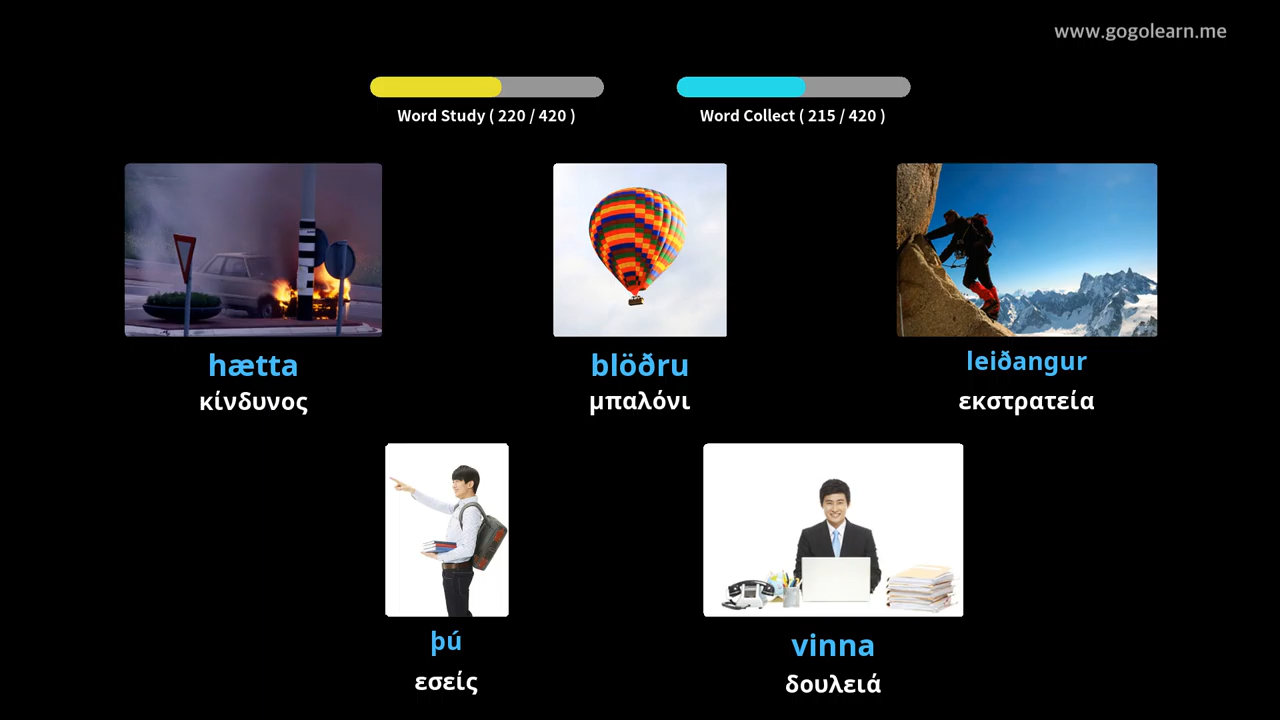 www.gogolearn.me
Word Study ( 220 / 420 )
Word Collect ( 215 / 420 )
hætta
κίνδυνος
blöðru
μπαλόνι
leiðangur
εκστρατεία
þú
εσείς
vinna
δουλειά